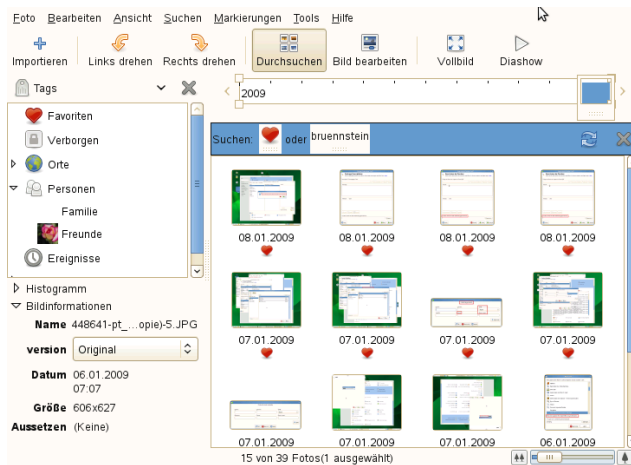 Foto Bearbeiten Ansicht Suchen Markierungen Tools Hilfe
Importieren Links drehen Rechts drehen Durchsuchen Bild bearbeiten Vollbild Diashow
Tags
2009
Favoriten
Verborgen
Orte
Personen
Familie
Freunde
Ereignisse
Suchen: oder bruennstein
08.01.2009 08.01.2009 08.01.2009 08.01.2009
07.01.2009 07.01.2009 07.01.2009 07.01.2009
07.01.2009 07.01.2009 07.01.2009 06.01.2009
Histogramm
Bildinformationen
Name 448641-pt_...opie)-5.JPG
version Original
Datum 06.01.2009
07:07
Größe 606x627
Aussetzen (Keine)
15 von 39 Fotos(1 ausgewählt)